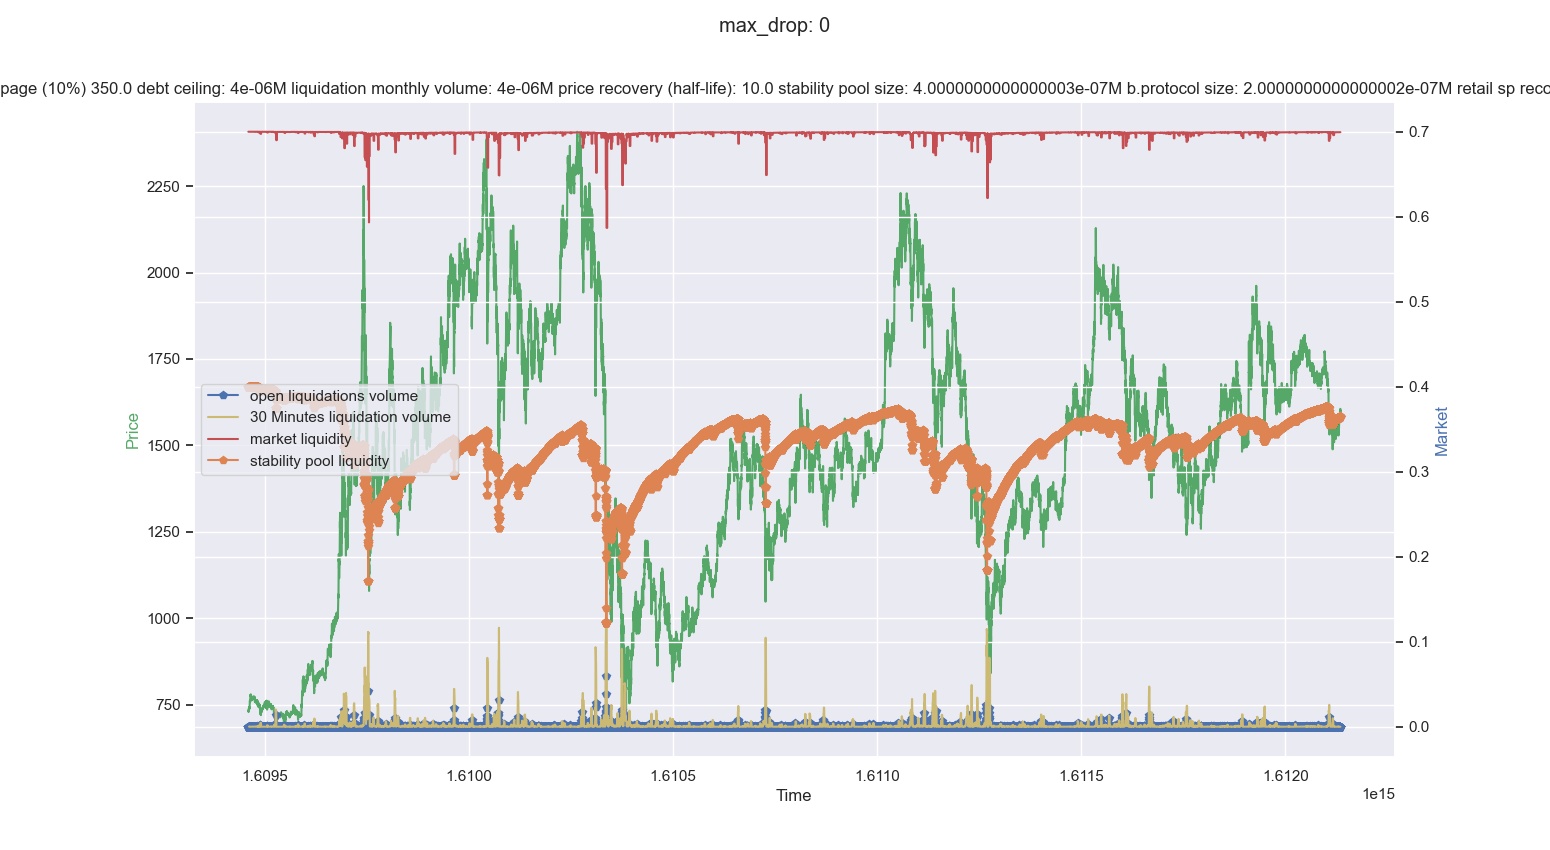 max_drop: 0
page (10%) 350.0 debt ceiling: 4e-06M liquidation monthly volume: 4e-06M price recovery (half-life): 10.0 stability pool size: 4.0000000000000003e-07M b.protocol size: 2.0000000000000002e-07M retail sp reco
2250
2000
1750
1500
1250
1000
750
Price
0.7
0.6
0.5
0.4
0.3
0.2
0.1
0.0
Market
open liquidations volume
30 Minutes liquidation volume
market liquidity
stability pool liquidity
1.6095 1.6100 1.6105 1.6110 1.6115 1.6120
Time
1e15